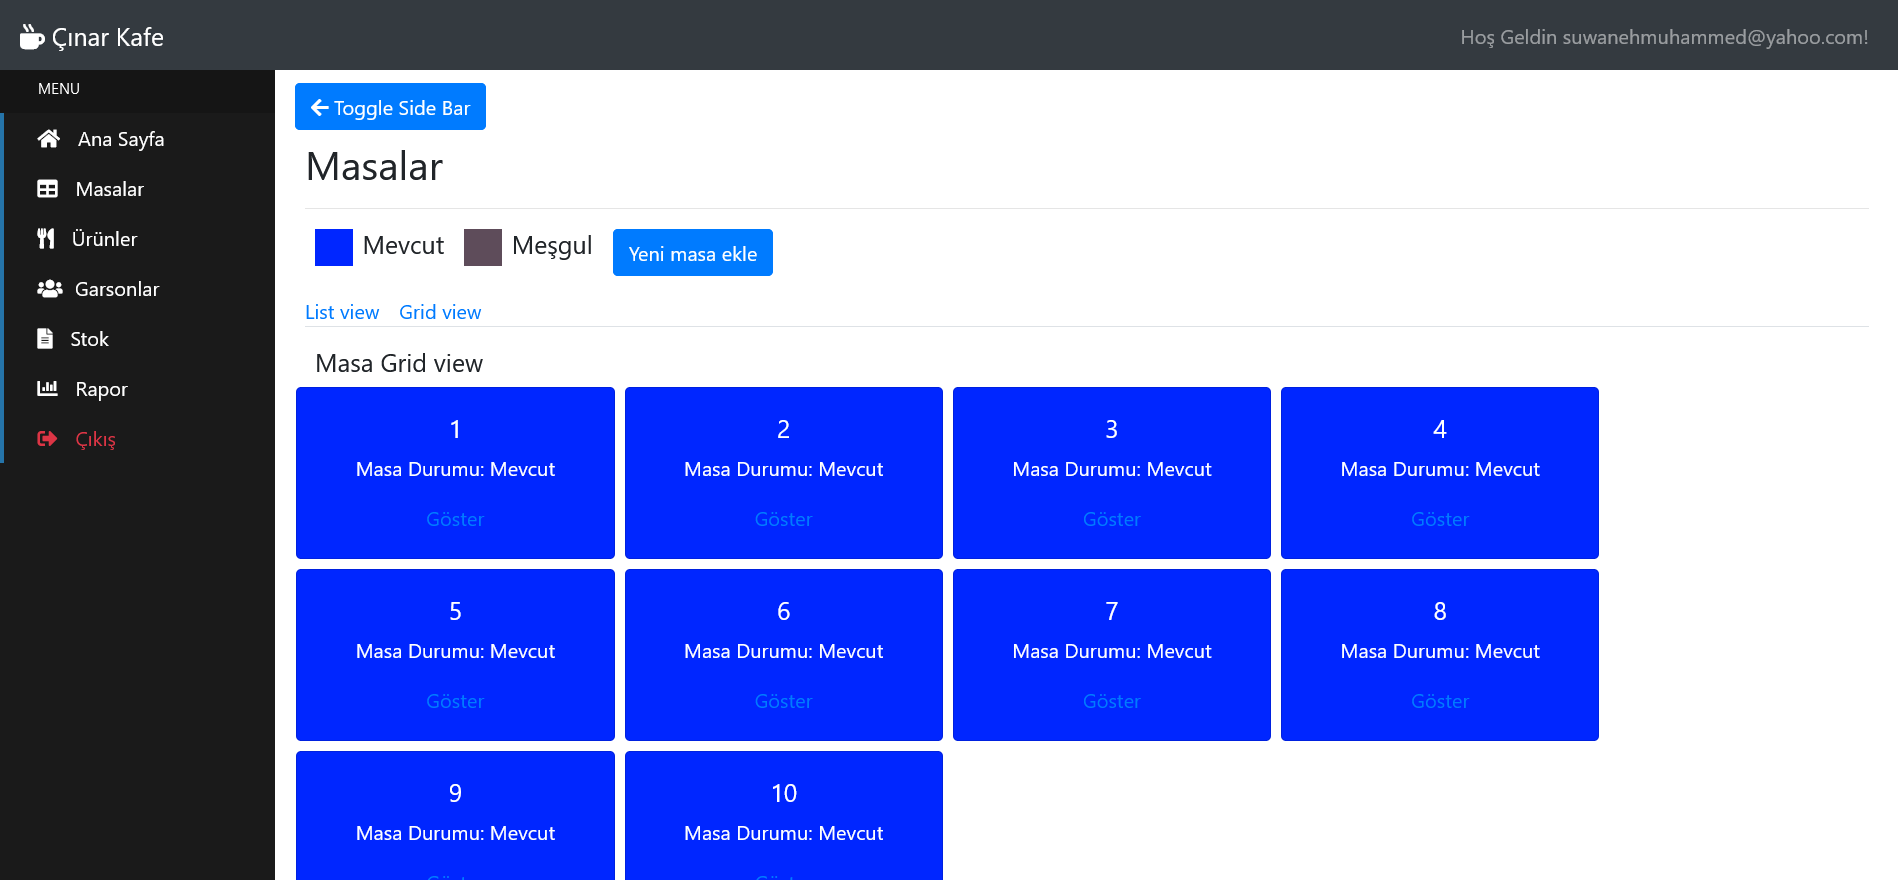 Çınar Kafe
Hoş Geldin suwanehmuhammed@yahoo.com!
MENU
Ana Sayfa
Masalar
Ürünler
Garsonlar
Stok
Rapor
Çıkış
Toggle Side Bar
Masalar
Mevcut
Meşgul
Yeni masa ekle
List view
Grid view
Masa Grid view
1
Masa Durumu: Mevcut
Göster
2
Masa Durumu: Mevcut
Göster
3
Masa Durumu: Mevcut
Göster
4
Masa Durumu: Mevcut
Göster
5
Masa Durumu: Mevcut
Göster
6
Masa Durumu: Mevcut
Göster
7
Masa Durumu: Mevcut
Göster
8
Masa Durumu: Mevcut
Göster
9
Masa Durumu: Mevcut
10
Masa Durumu: Mevcut